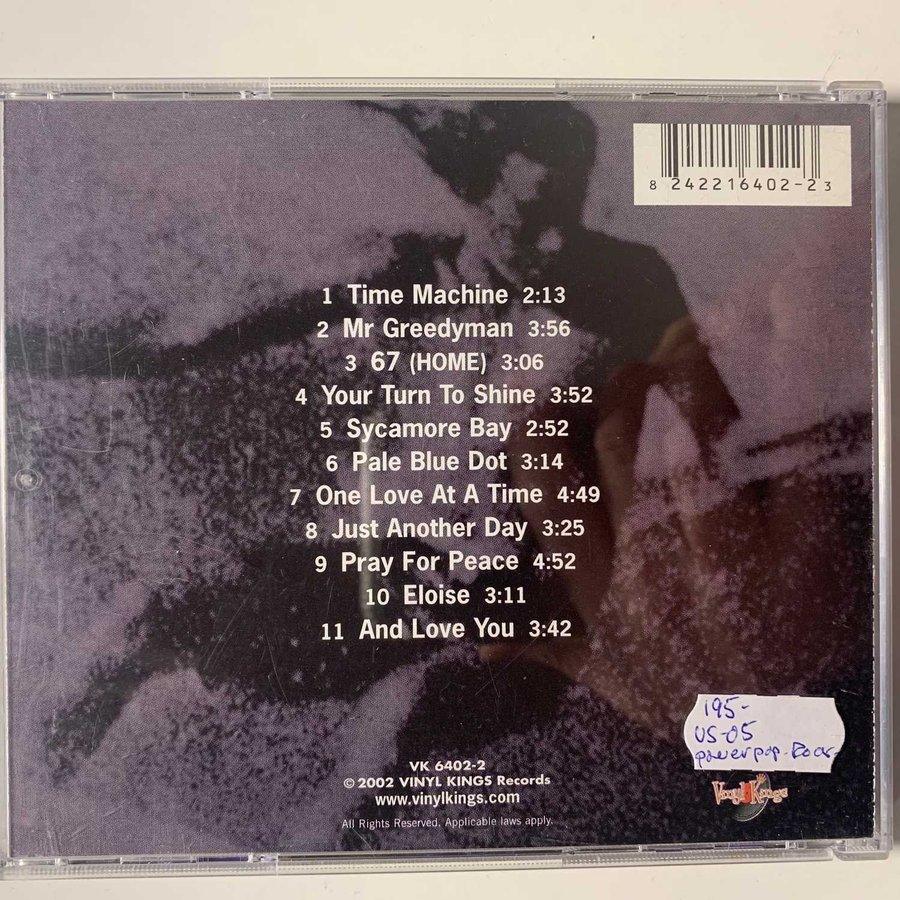 8 24221 6402-2 3
1 Time Machine 2:13
2 Mr Greedyman 3:56
3 67 (HOME) 3:06
4 Your Turn To Shine 3:52
5 Sycamore Bay 2:52
6 Pale Blue Dot 3:14
7 One Love At A Time 4:49
8 Just Another Day 3:25
9 Pray For Peace 4:52
10 Eloise 3:11
11 And Love You 3:42
195-
US-05
powerpop-
VK 6402-2
© 2002 VINYL KINGS Records
www.vinylkings.com
All Rights Reserved. Applicable laws apply.
Vinyl Kings